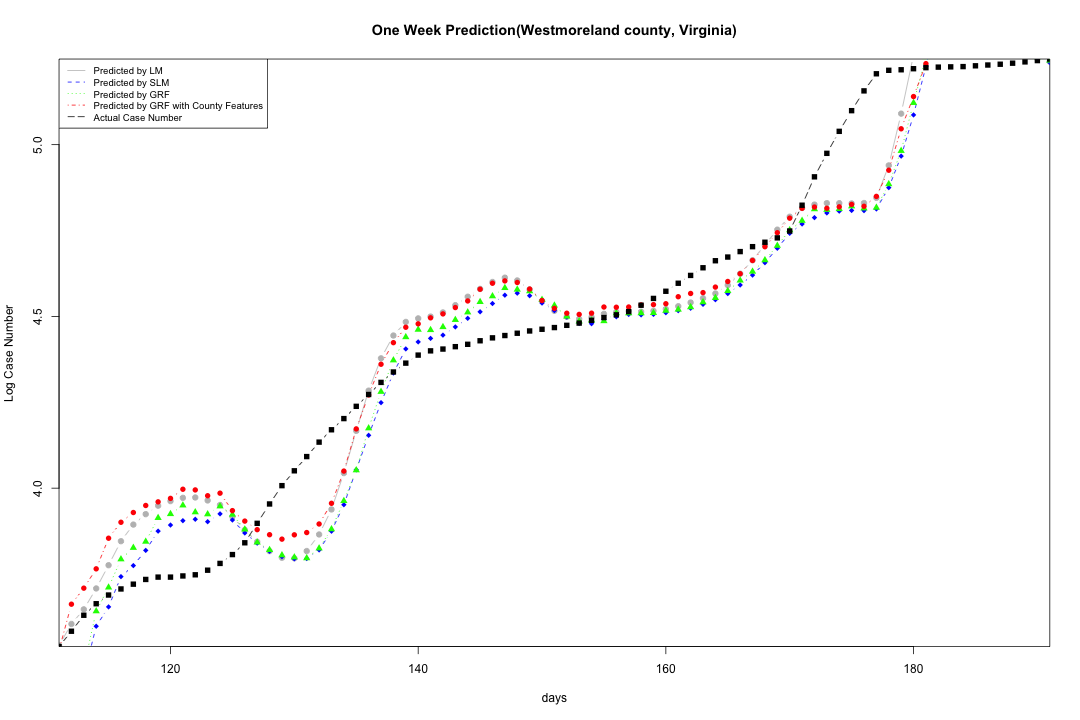 One Week Prediction(Westmoreland county, Virginia)
Predicted by LM
Predicted by SLM
Predicted by GRF
Predicted by GRF with County Features
Actual Case Number
5.0
4.5
4.0
Log Case Number
120 140 160 180
days